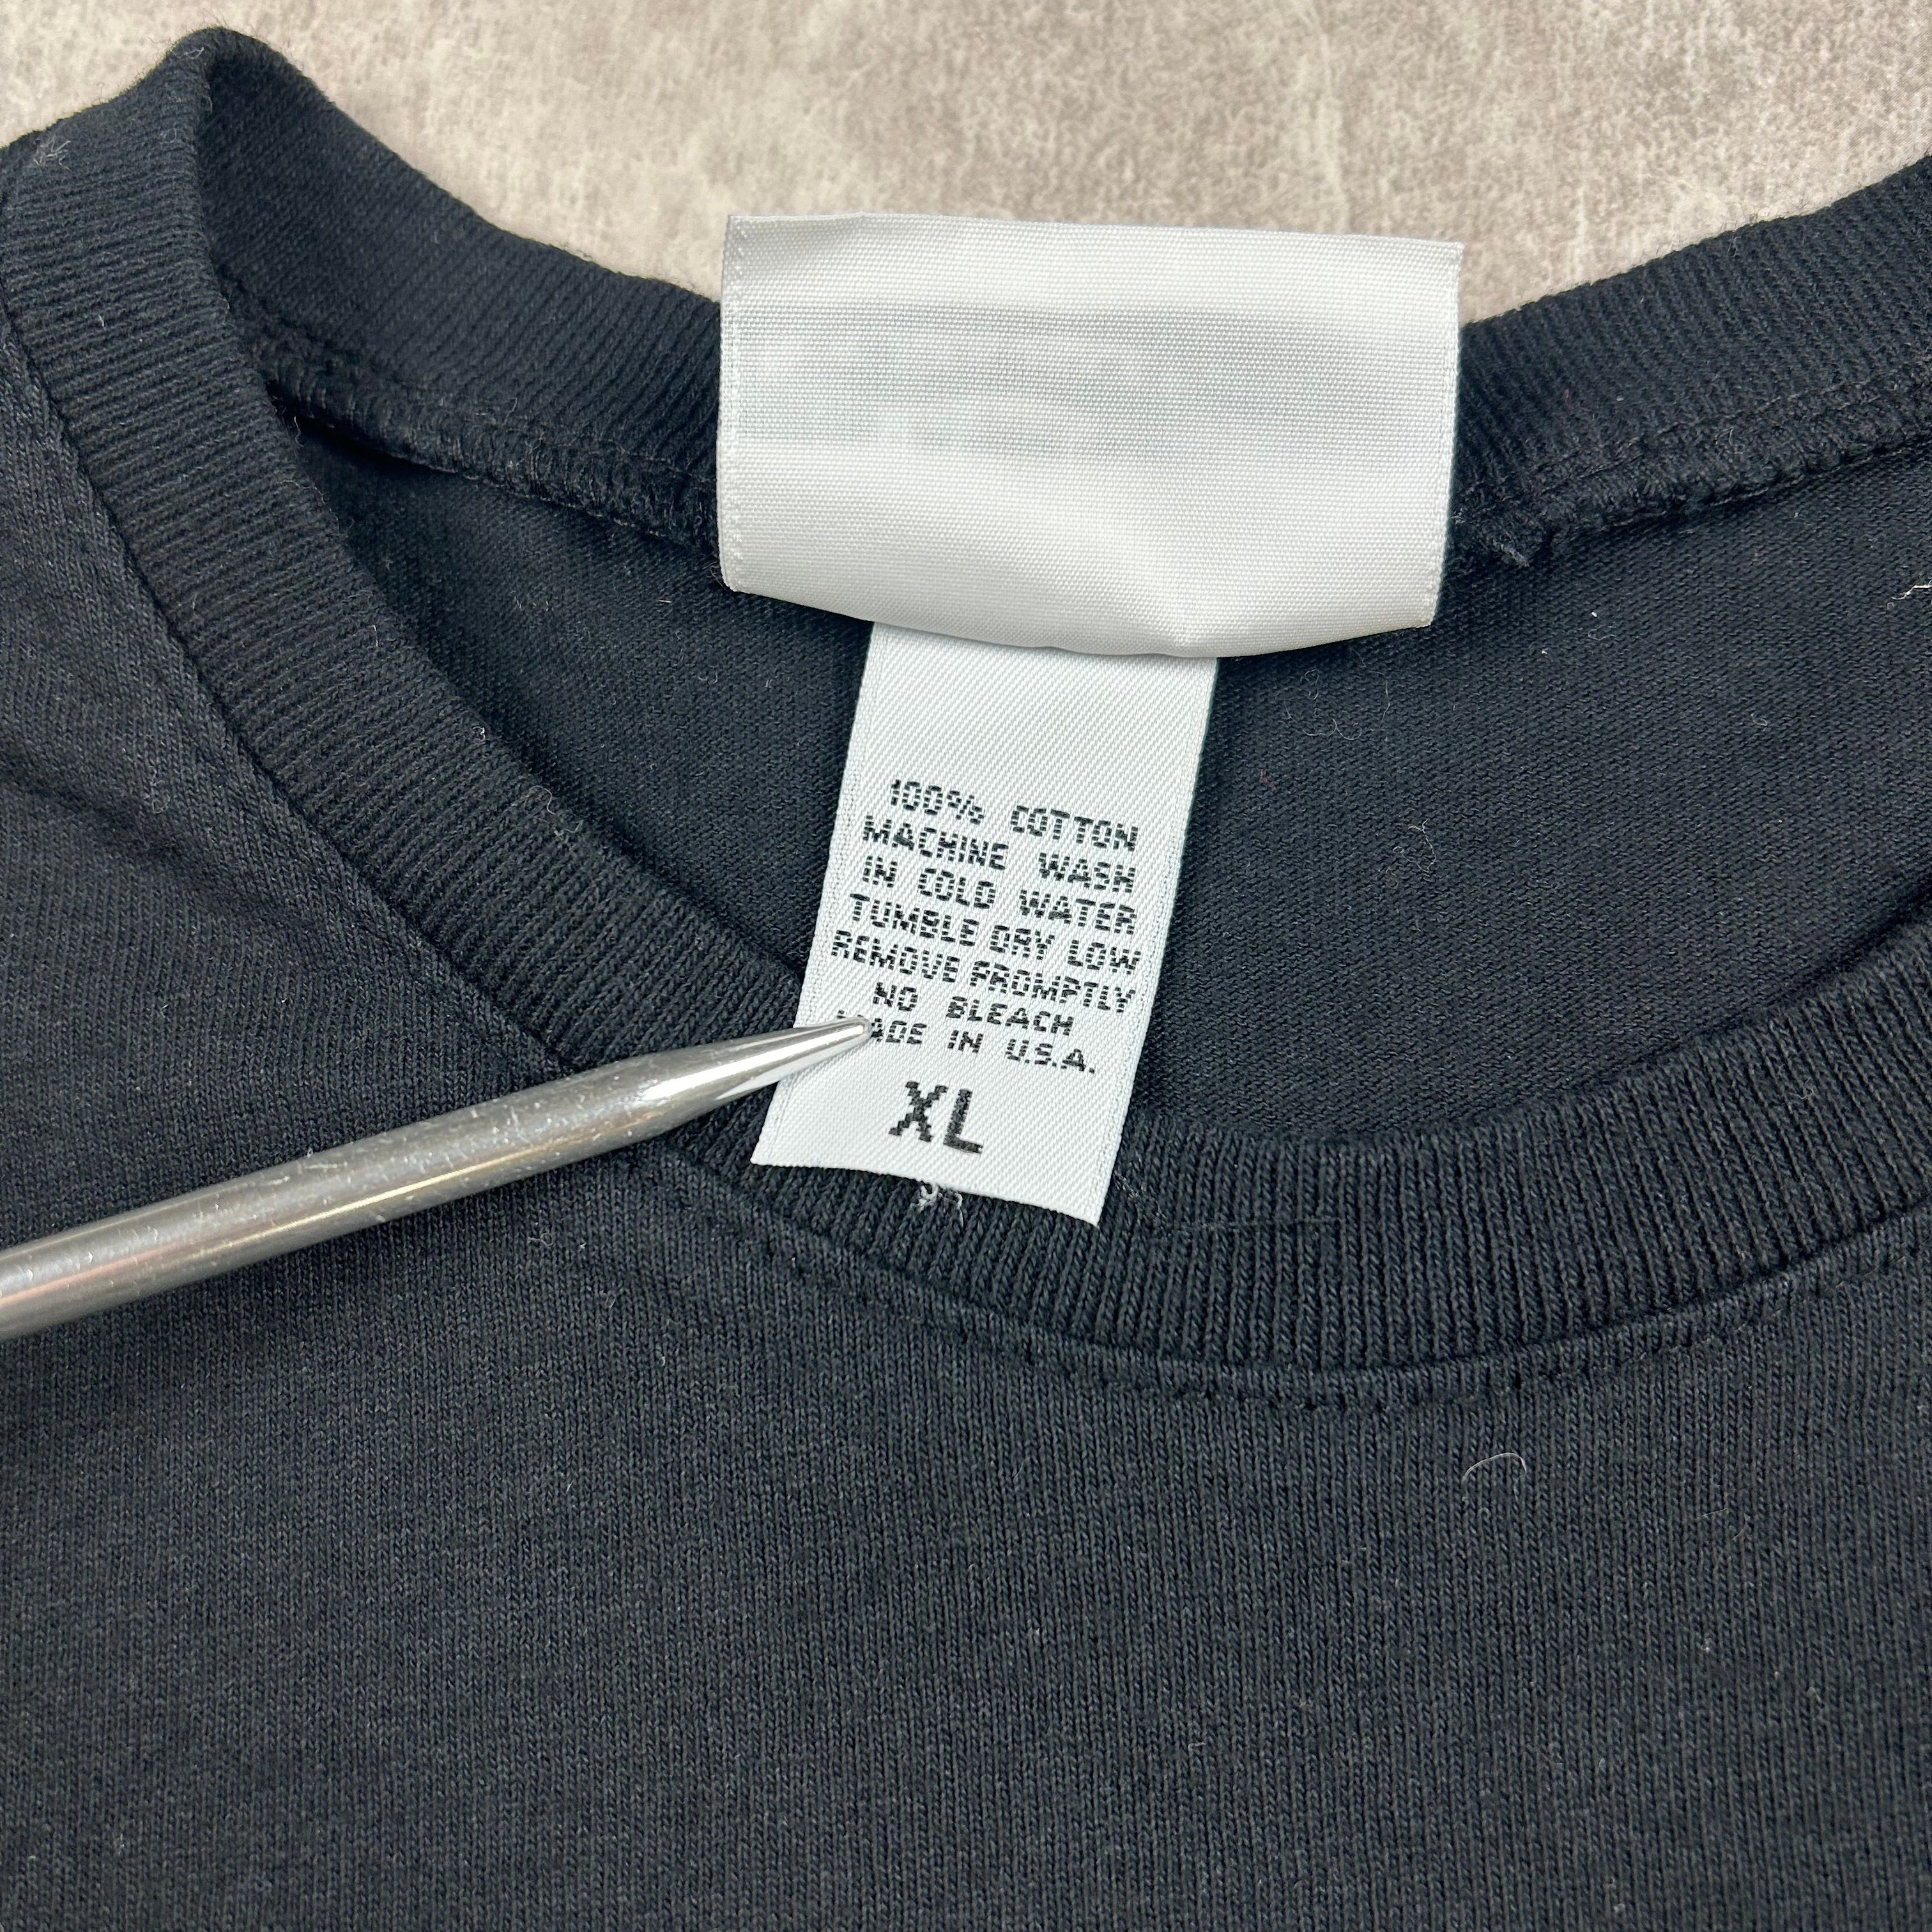 100% COTTON
MACHINE WASH
IN COLD WATER
TUMBLE DRY LOW
REMOVE PROMPTLY
NO BLEACH
MADE IN U.S.A.
XL